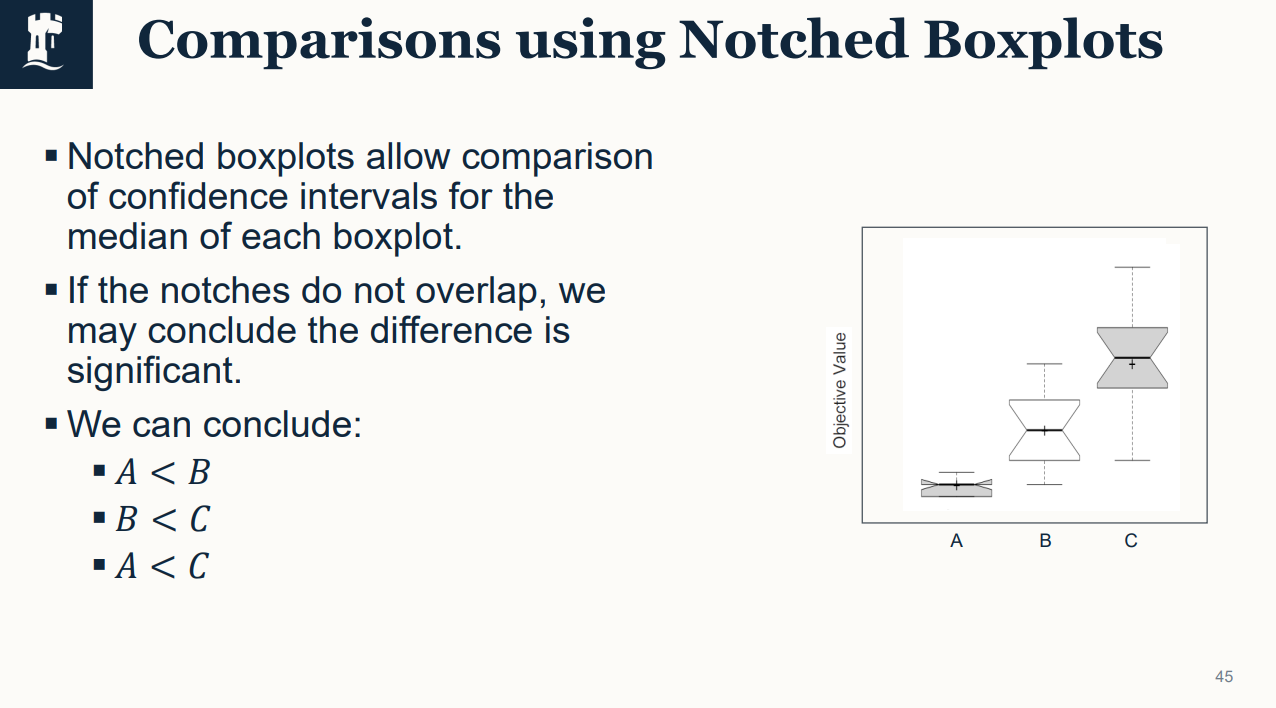 Comparisons using Notched Boxplots
▪ Notched boxplots allow comparison
of confidence intervals for the
median of each boxplot.
▪ If the notches do not overlap, we
may conclude the difference is
significant.
▪ We can conclude:
▪ A < B
▪ B < C
▪ A < C
Objective Value
A B C
45